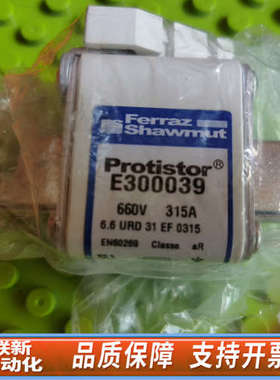 Ferraz
Shawmut
Protistor®
E300039
660V 315A
6.6 URD 31 EF 0315
EN60269 Classe aR
联新
动化
品质保障 支持开票